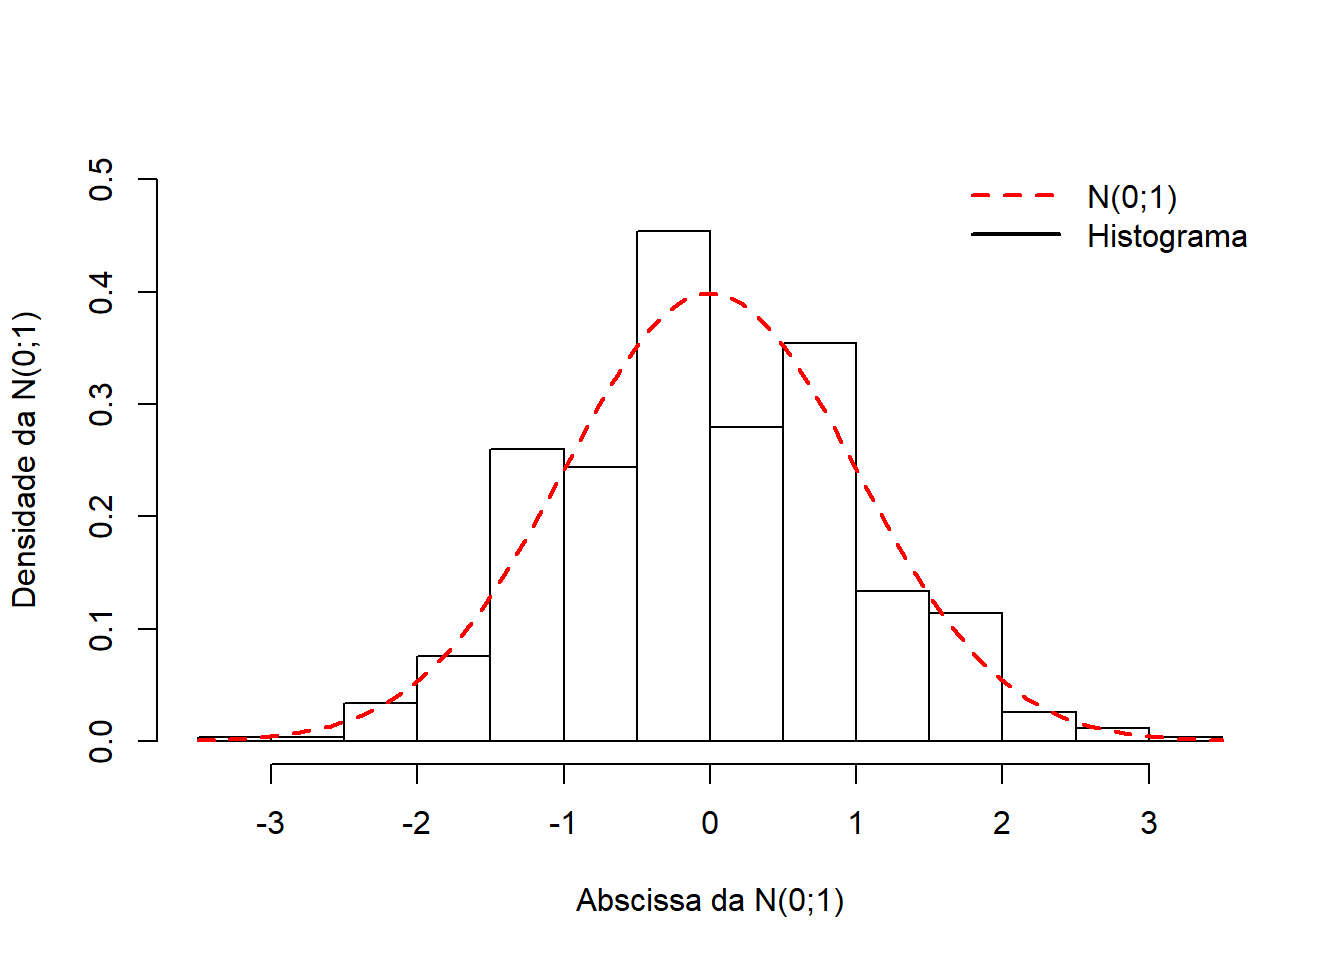 N(0;1)
Histograma
Densidade da N(0;1)
0.5
0.4
0.3
0.2
0.1
0.0
-3 -2 -1 0 1 2 3
Abscissa da N(0;1)